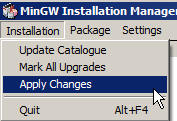 MinGW Installation Manager
Installation Package Settings
Update Catalogue
Mark All Upgrades
Apply Changes
Quit Alt+F4